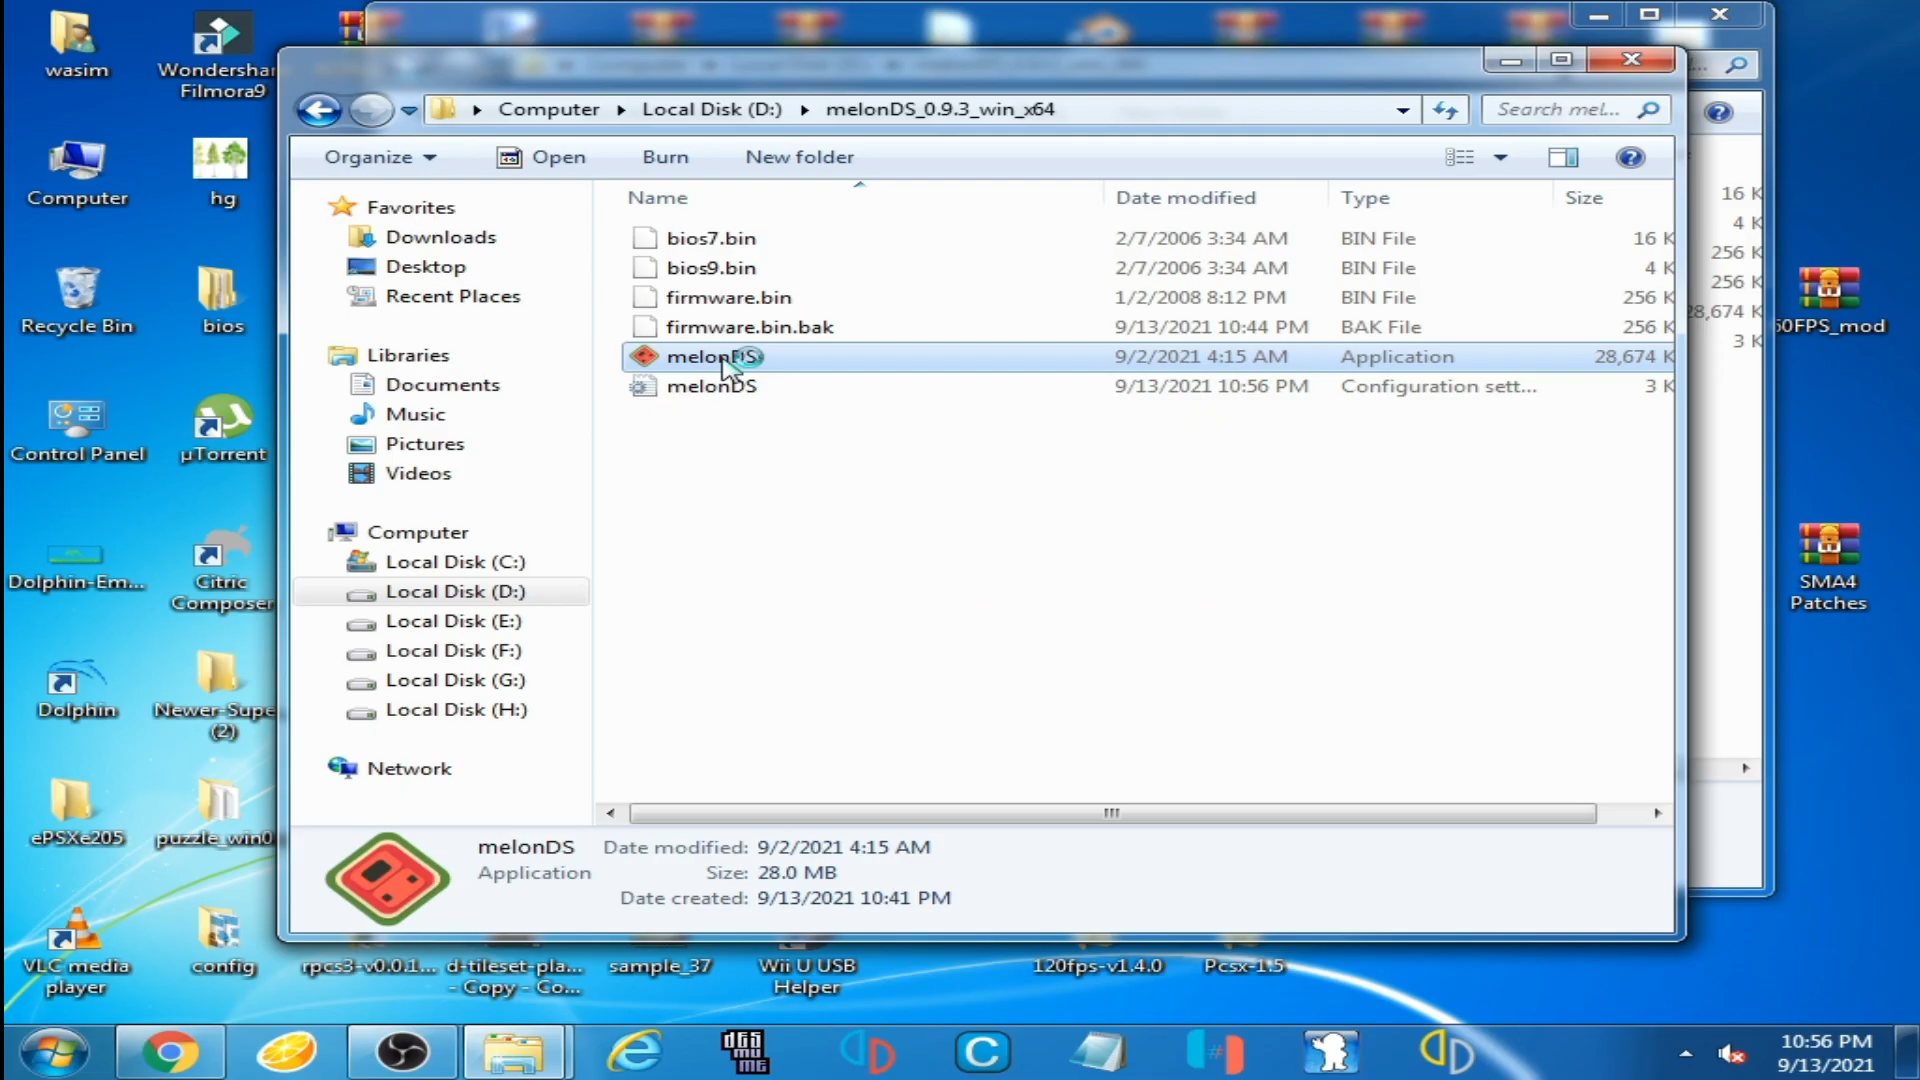 wasim
Wondershar
Filmora9
Computer
hg
Recycle Bin
bios
Control Panel
µTorrent
Dolphin-Em...
Citric
Composer
Dolphin
Newer-Supe
(2)
ePSXe205
puzzle_win0
VLC media
player
config
rpcs3-v0.0.1...
d-tileset-pla...
- Copy - Co...
sample_37
Wii U USB
Helper
120fps-v1.4.0
Pcsx-1.5
60FPS_mod
SMA4
Patches
Computer
Local Disk (D:)
melonDS_0.9.3_win_x64
Search mel...
Organize
Open
Burn
New folder
Favorites
Downloads
Desktop
Recent Places
Libraries
Documents
Music
Pictures
Videos
Computer
Local Disk (C:)
Local Disk (D:)
Local Disk (E:)
Local Disk (F:)
Local Disk (G:)
Local Disk (H:)
Network
Name Date modified Type Size
bios7.bin 2/7/2006 3:34 AM BIN File 16 K
bios9.bin 2/7/2006 3:34 AM BIN File 4 K
firmware.bin 1/2/2008 8:12 PM BIN File 256 K
firmware.bin.bak 9/13/2021 10:44 PM BAK File 256 K
melonDS 9/2/2021 4:15 AM Application 28,674 K
melonDS 9/13/2021 10:56 PM Configuration sett... 3 K
16 K
4 K
256 K
256 K
28,674 K
3 K
melonDS
Application
Date modified: 9/2/2021 4:15 AM
Size: 28.0 MB
Date created: 9/13/2021 10:41 PM
10:56 PM
9/13/2021